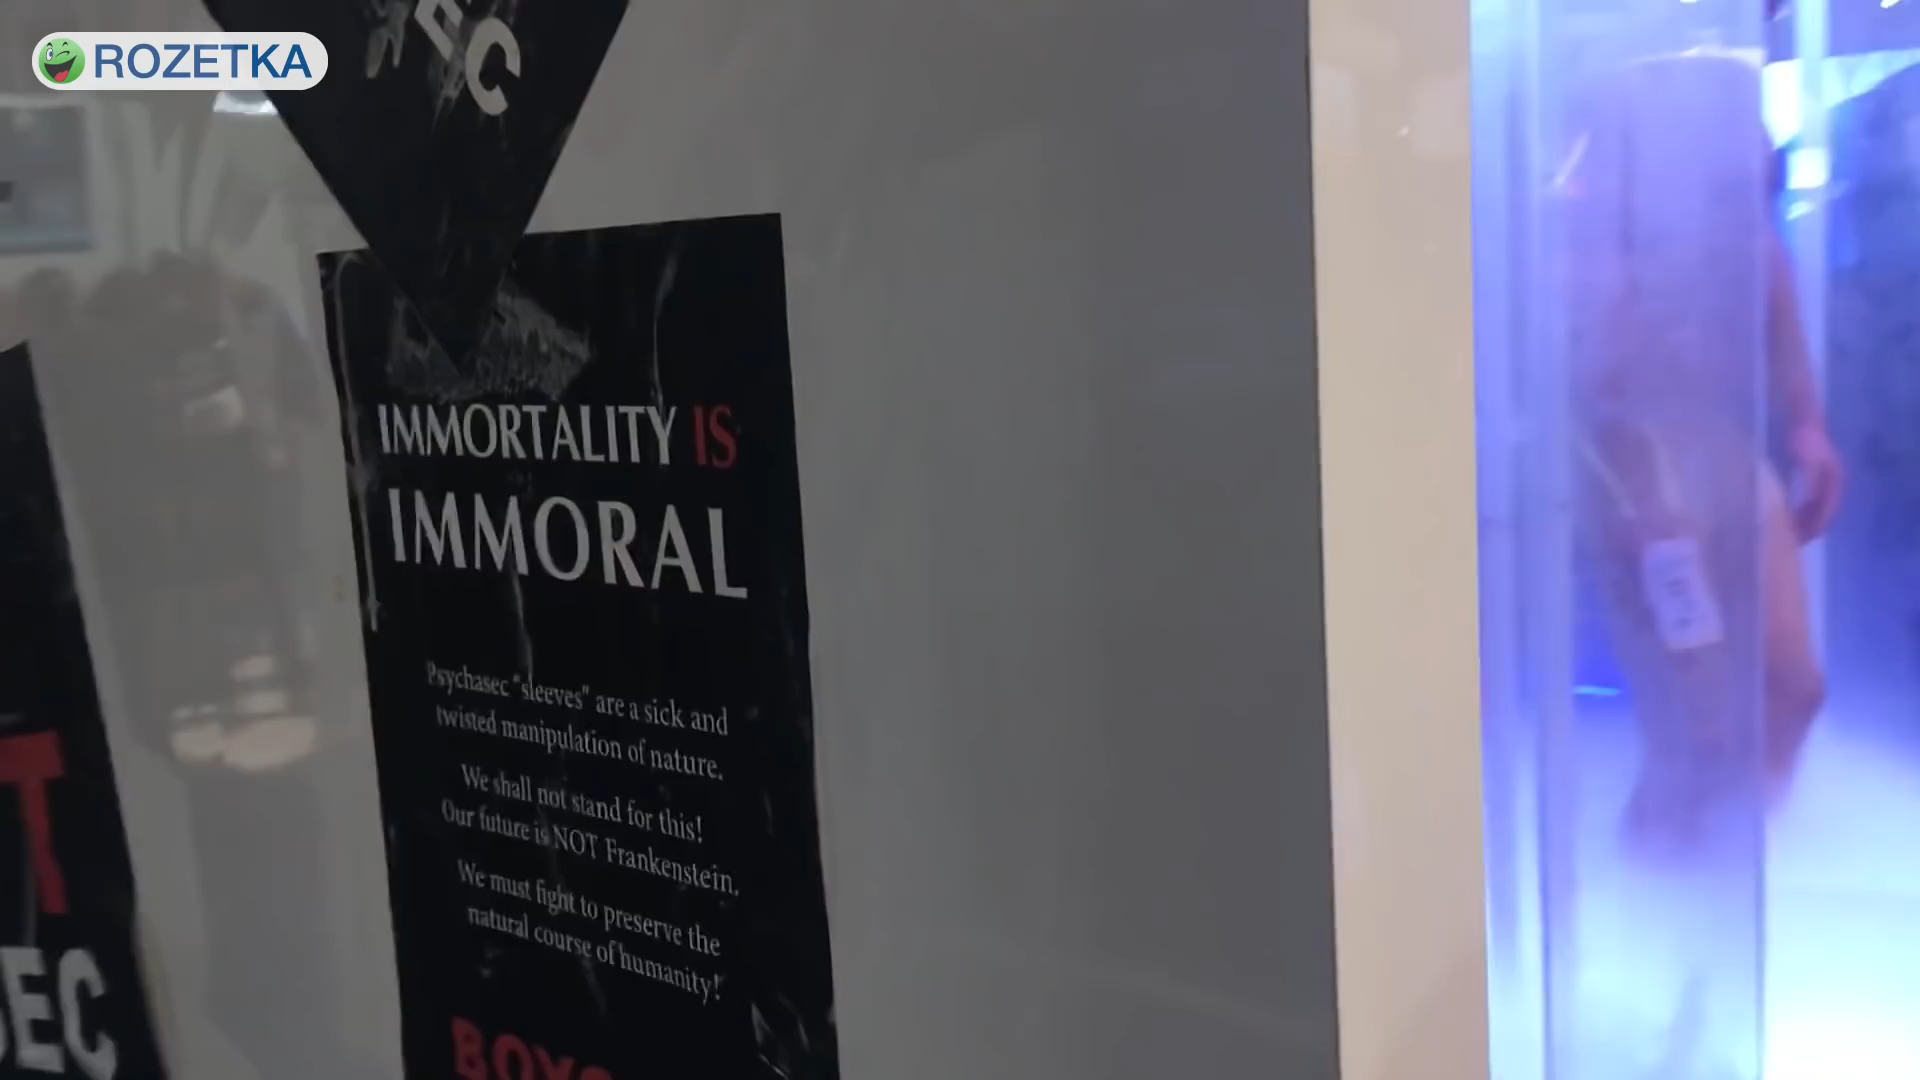 ROZETKA
EC
IMMORTALITY IS
IMMORAL
Psychasec "sleeves" are a sick and
twisted manipulation of nature.
We shall not stand for this!
Our future is NOT Frankenstein.
We must fight to preserve the
natural course of humanity!
T
SEC